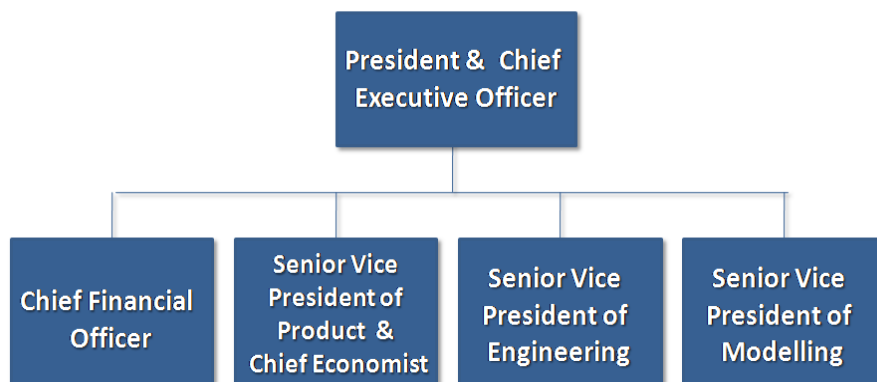 President & Chief
Executive Officer
Chief Financial
Officer
Senior Vice
President of
Product &
Chief Economist
Senior Vice
President of
Engineering
Senior Vice
President of
Modelling